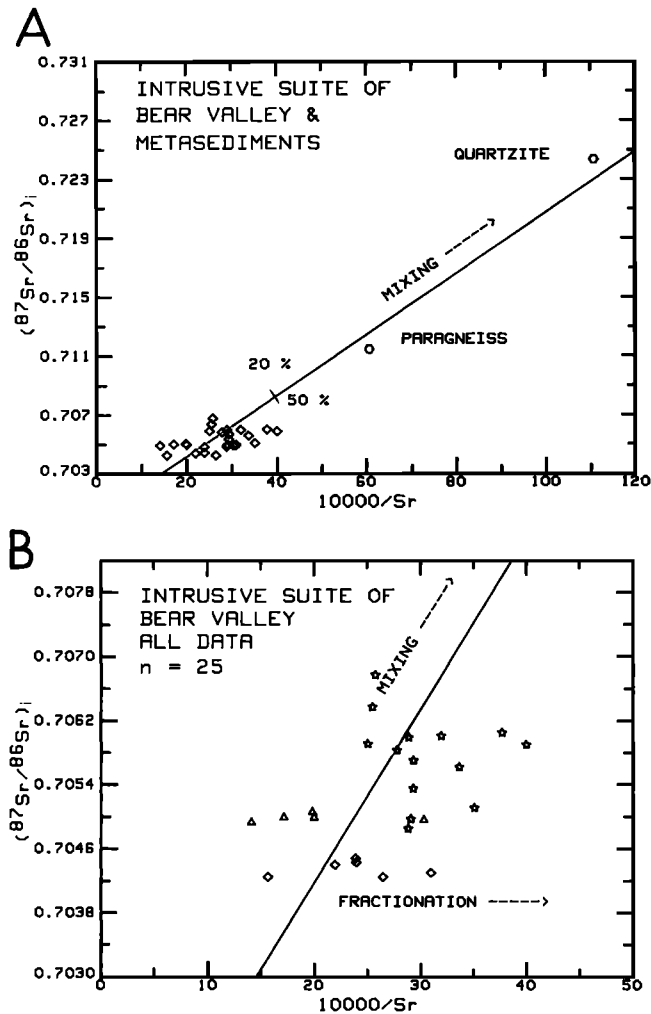 A
INTRUSIVE SUITE OF
BEAR VALLEY &
METASEDIMENTS
QUARTZITE
MIXING
PARAGNEISS
20 %
50 %
0.731
0.727
0.723
0.719
0.715
0.711
0.707
0.703
(87Sr/86Sr)i
0 20 40 60 80 100 120
10000/Sr
B
INTRUSIVE SUITE OF
BEAR VALLEY
ALL DATA
n = 25
MIXING
FRACTIONATION
0.7078
0.7070
0.7062
0.7054
0.7046
0.7038
0.7030
(87Sr/86Sr)i
0 10 20 30 40 50
10000/Sr